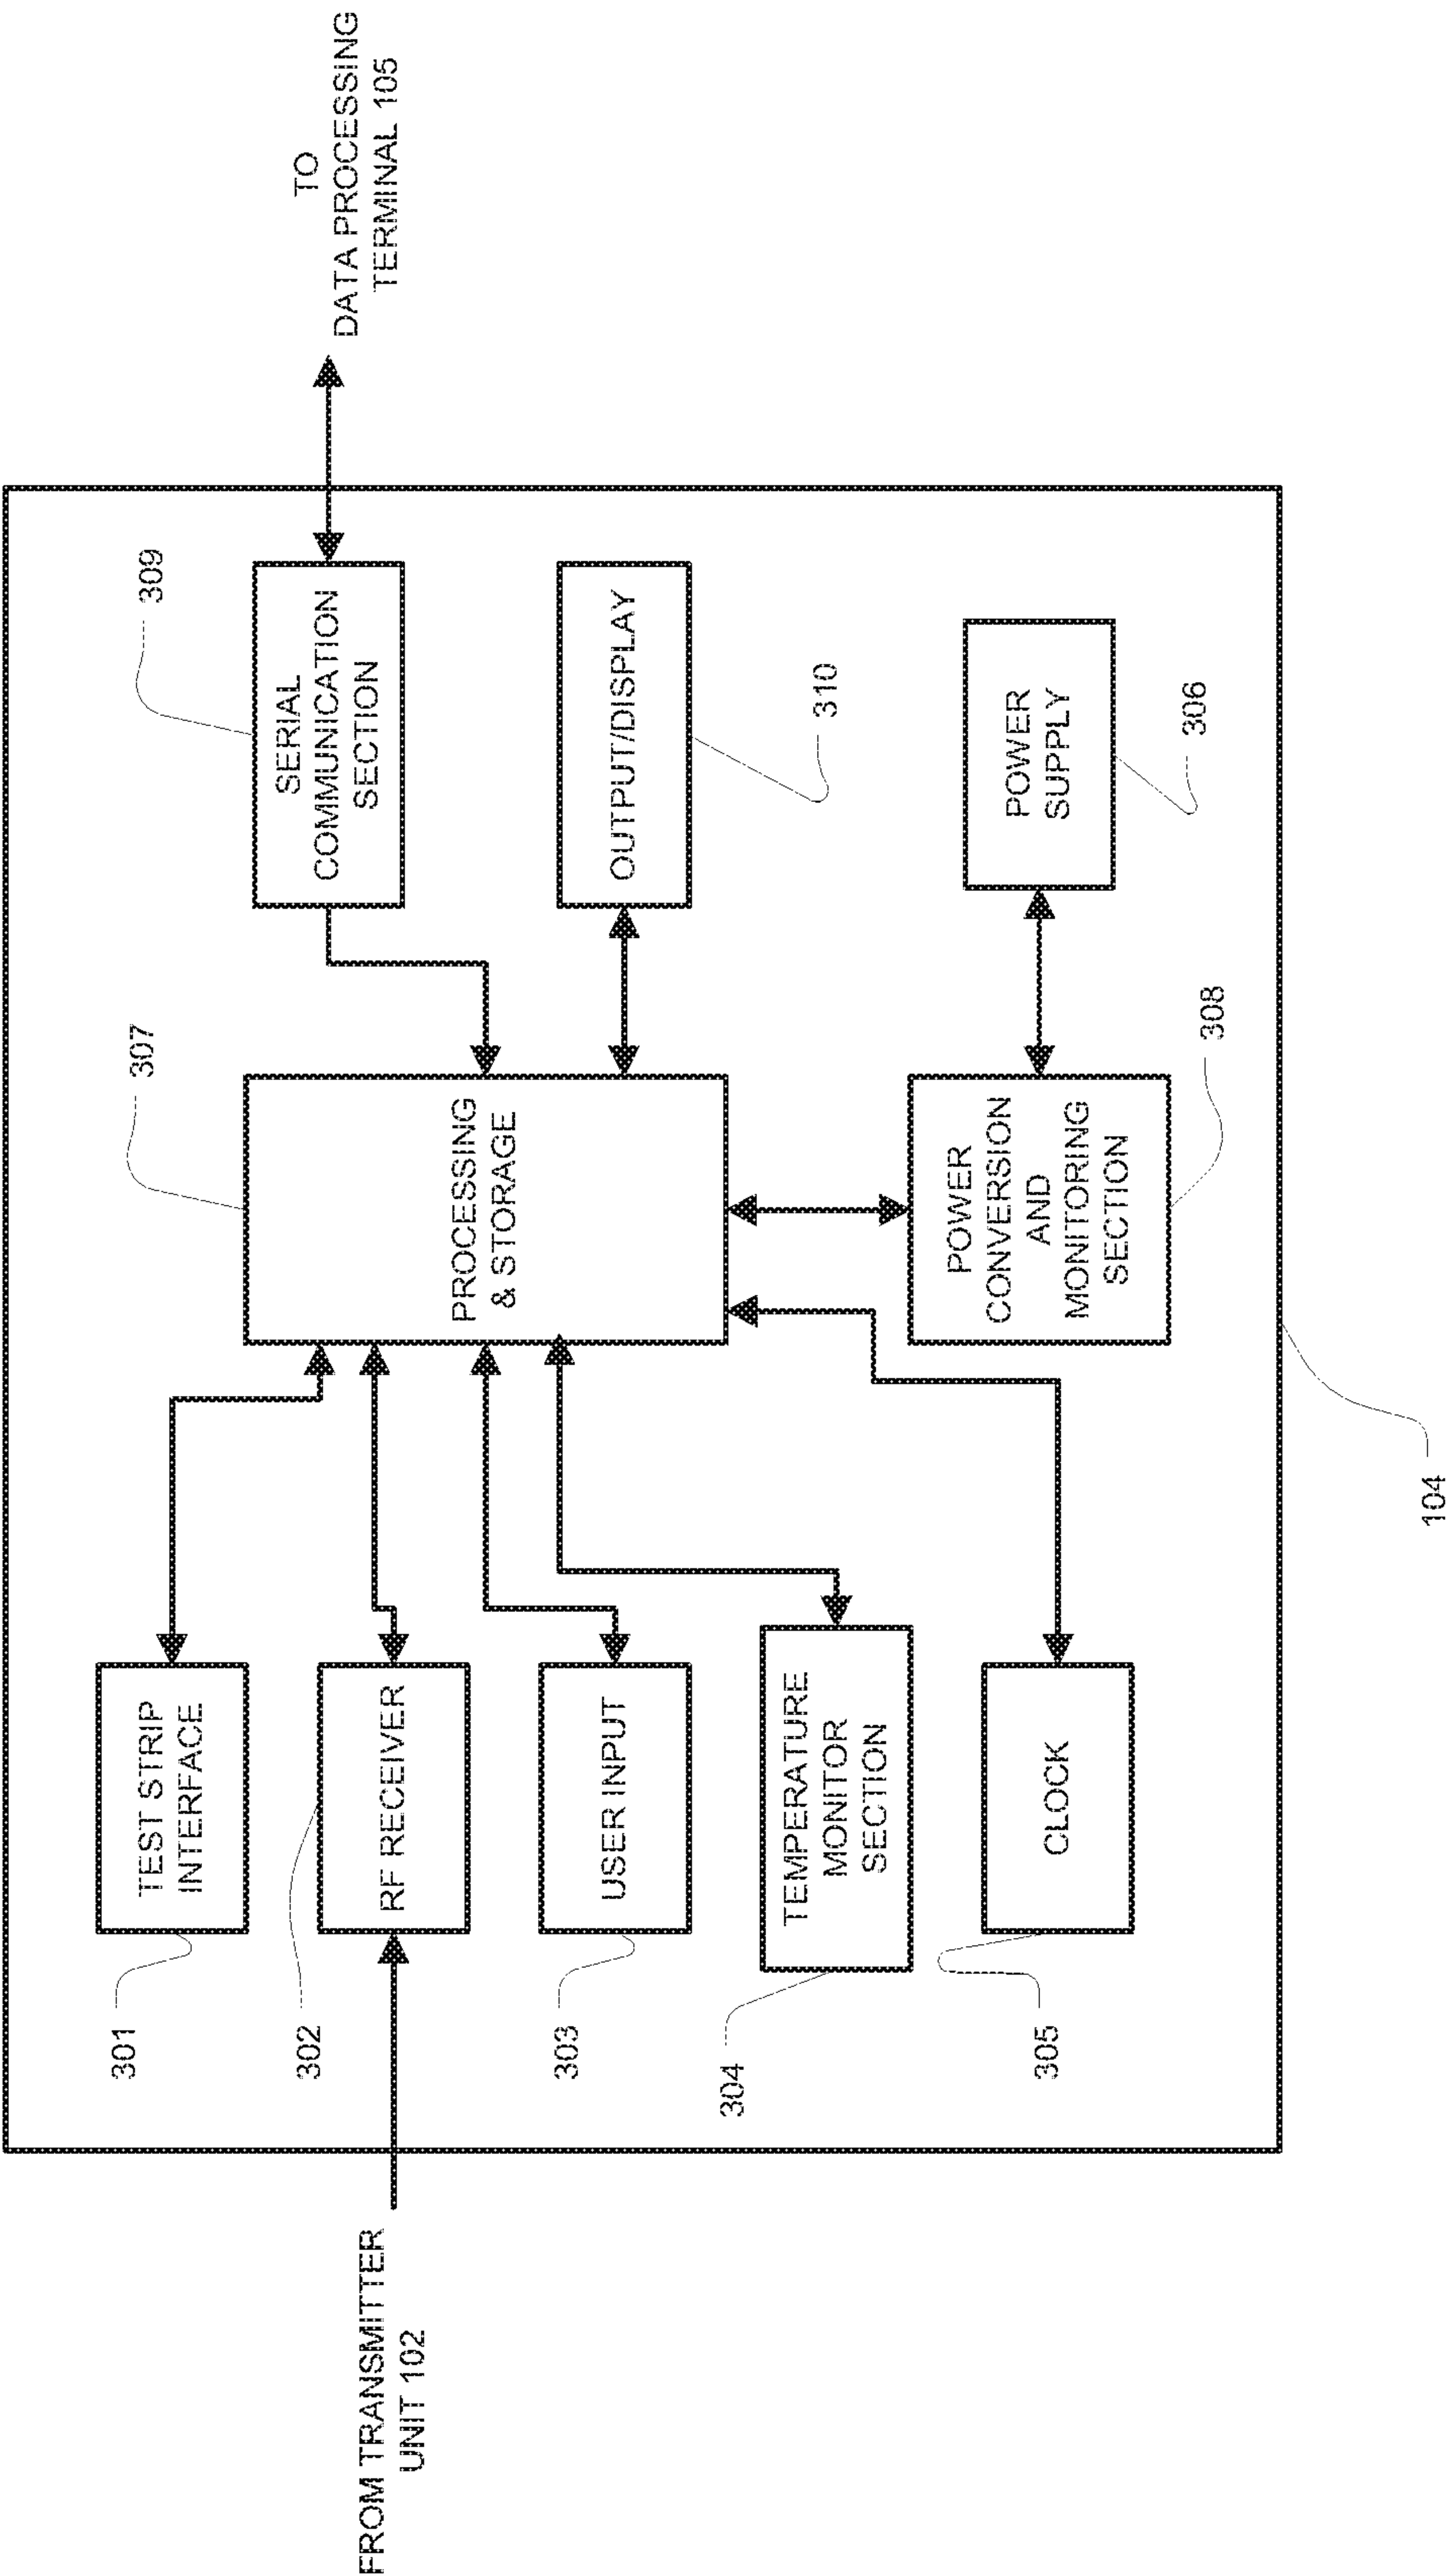 301
TEST STRIP
INTERFACE
FROM TRANSMITTER
UNIT 102
302
RF RECEIVER
303
USER INPUT
304
TEMPERATURE
MONITOR
SECTION
305
CLOCK
307
PROCESSING
& STORAGE
POWER
CONVERSION
AND
MONITORING
SECTION
308
309
SERIAL
COMMUNICATION
SECTION
OUTPUT/DISPLAY
310
POWER
SUPPLY
306
TO
DATA PROCESSING
TERMINAL 105
104